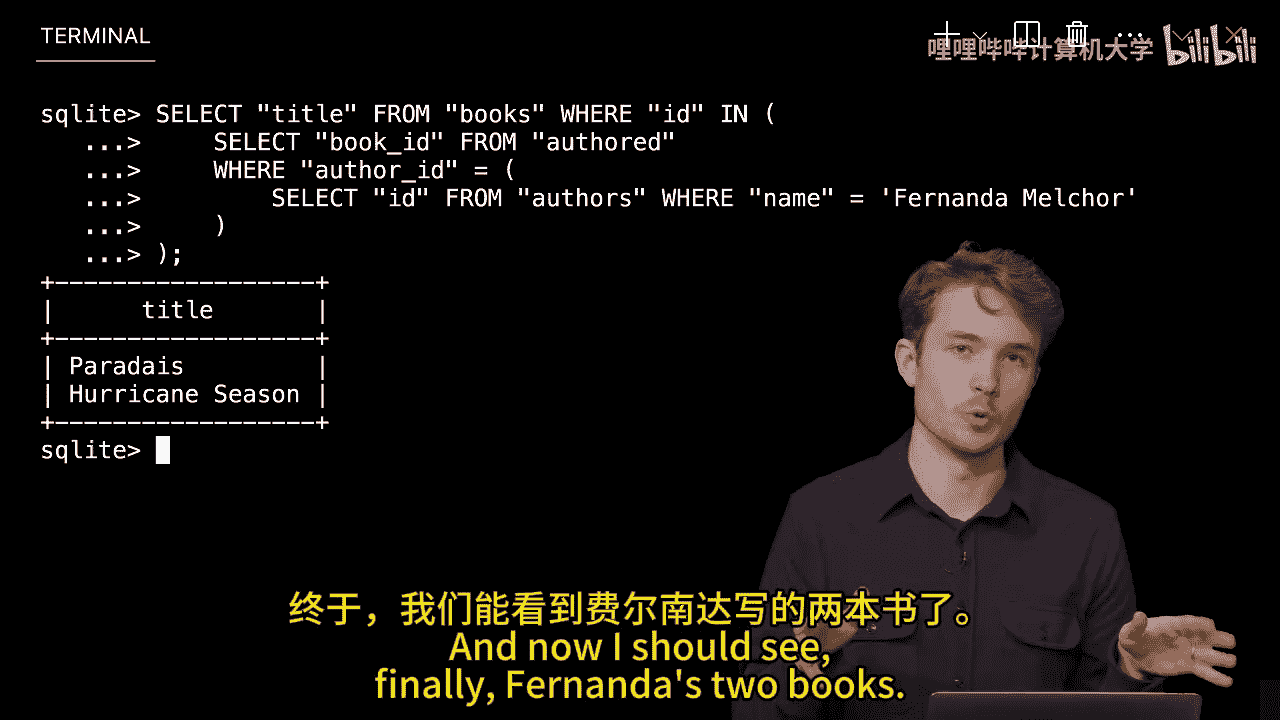 TERMINAL
哩哩哔哔计算机大学 bilibili
sqlite> SELECT "title" FROM "books" WHERE "id" IN (
...> SELECT "book_id" FROM "authored"
...> WHERE "author_id" = (
...> SELECT "id" FROM "authors" WHERE "name" = 'Fernanda Melchor'
...> )
...> );
+------------------+
| title |
+------------------+
| Paradais |
| Hurricane Season |
+------------------+
sqlite>
终于，我们能看到费尔南达写的两本书了。
And now I should see,
finally, Fernanda's two books.